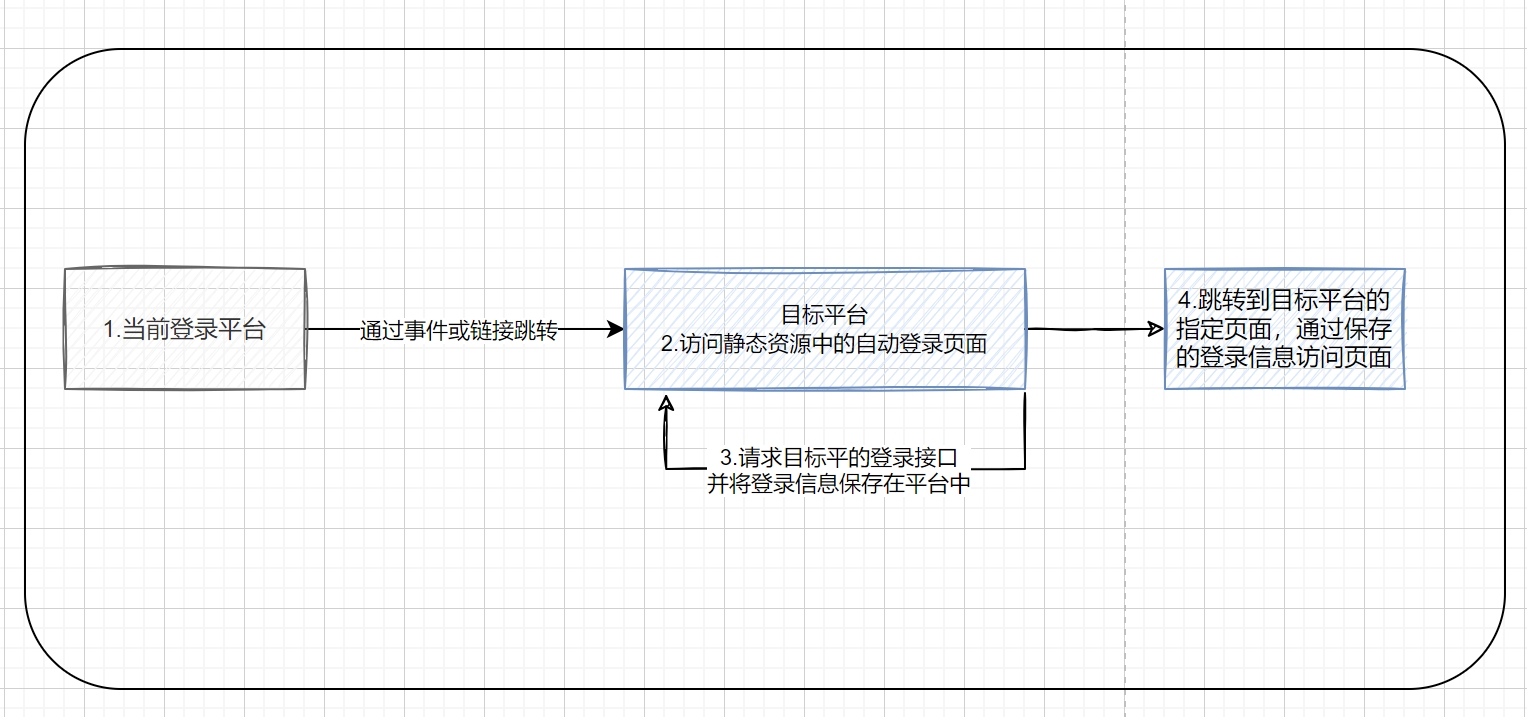 1.当前登录平台
通过事件或链接跳转
目标平台
2.访问静态资源中的自动登录页面
3.请求目标平的登录接口
并将登录信息保存在平台中
4.跳转到目标平台的
指定页面，通过保存
的登录信息访问页面